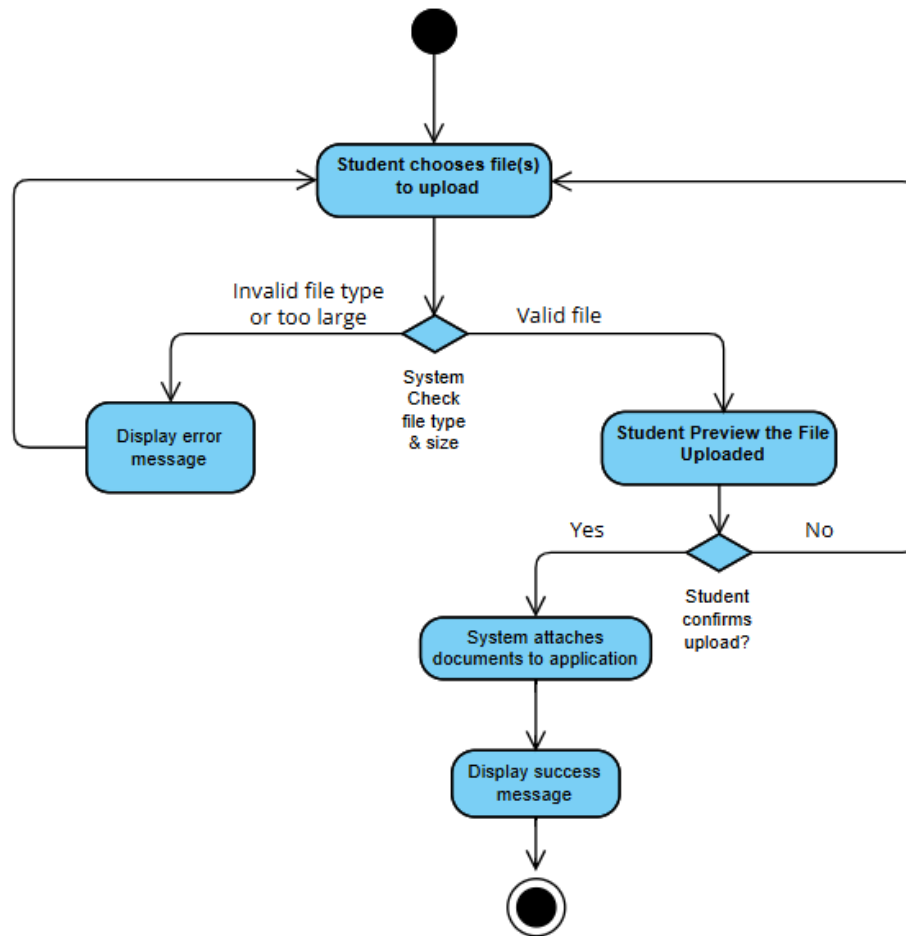 Student chooses file(s)
to upload
Invalid file type
or too large
Valid file
System
Check
file type
& size
Display error
message
Student Preview the File
Uploaded
Yes
No
Student
confirms
upload?
System attaches
documents to application
Display success
message